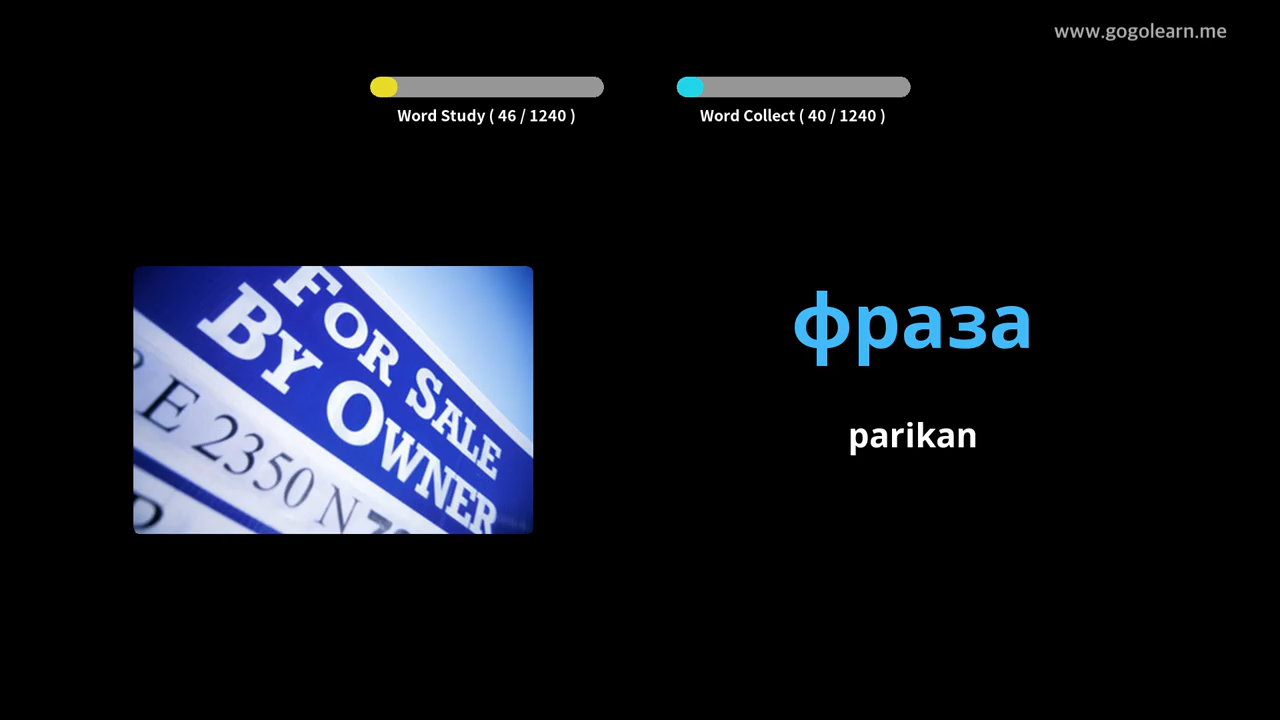 www.gogolearn.me
Word Study ( 46 / 1240 )
Word Collect ( 40 / 1240 )
FOR SALE
BY OWNER
E 2350 N
фраза
parikan